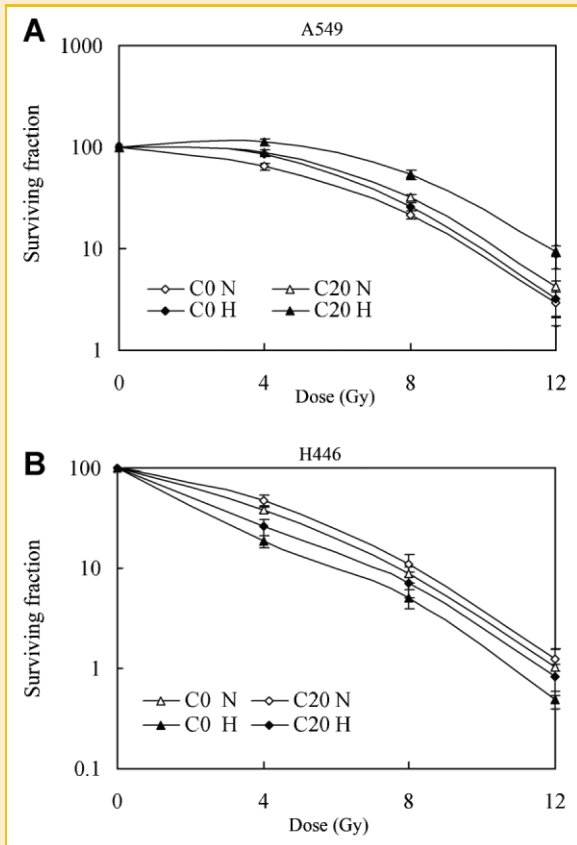 A
A549
1000
100
10
1
Surviving fraction
C0 N
C20 N
C0 H
C20 H
0
4
8
12
Dose (Gy)
B
H446
100
10
1
0.1
Surviving fraction
C0 N
C20 N
C0 H
C20 H
0
4
8
12
Dose (Gy)